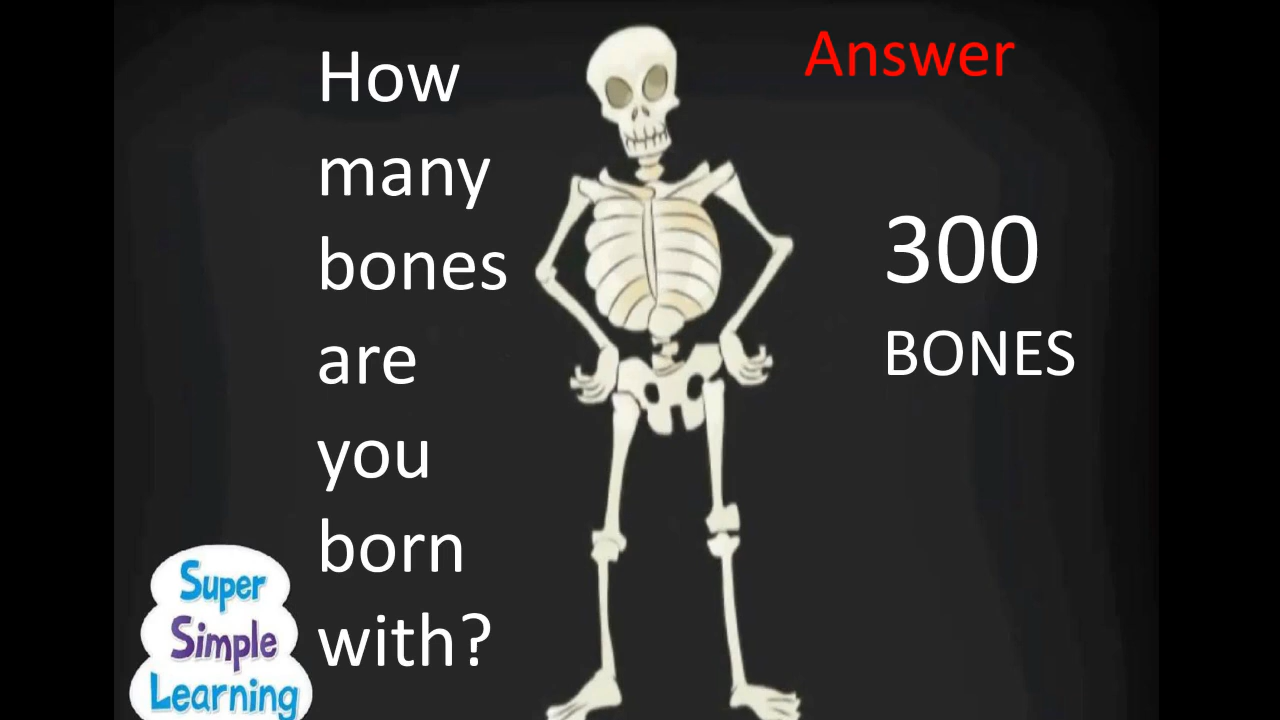 How
many
bones
are
you
born
with?
Answer
300
BONES
Super
Simple
Learning